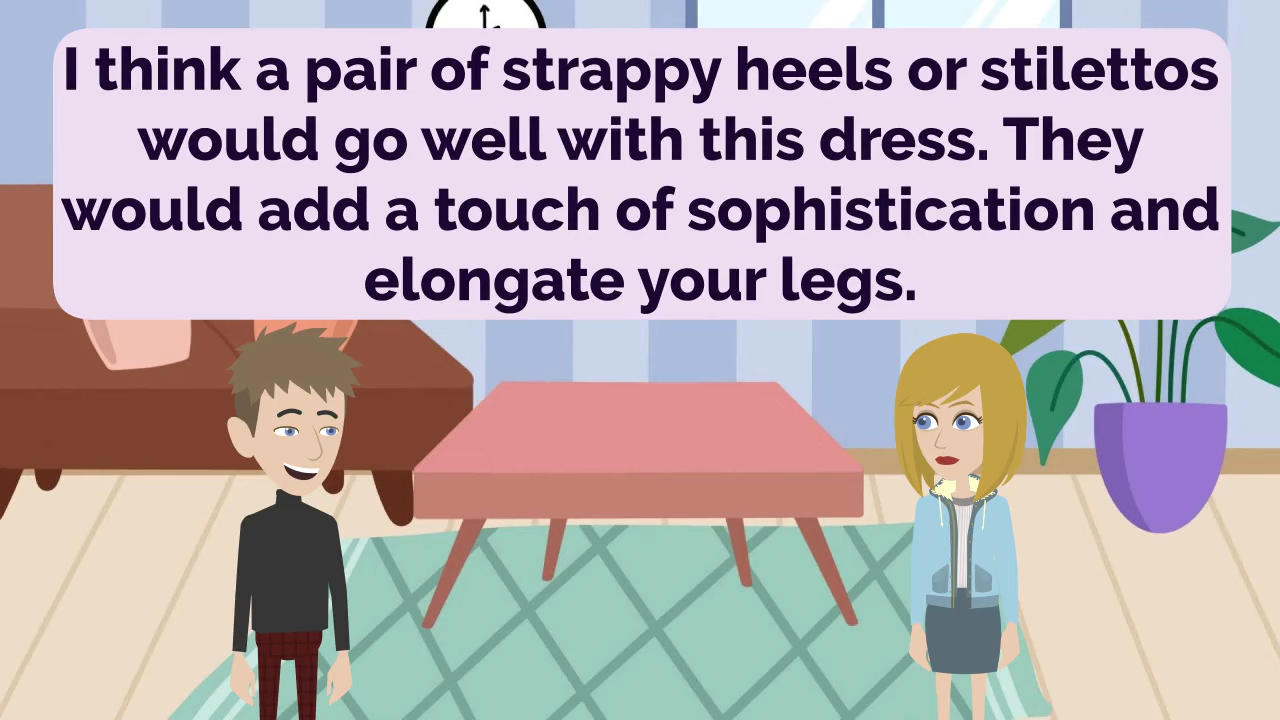 I think a pair of strappy heels or stilettos
would go well with this dress. They
would add a touch of sophistication and
elongate your legs.